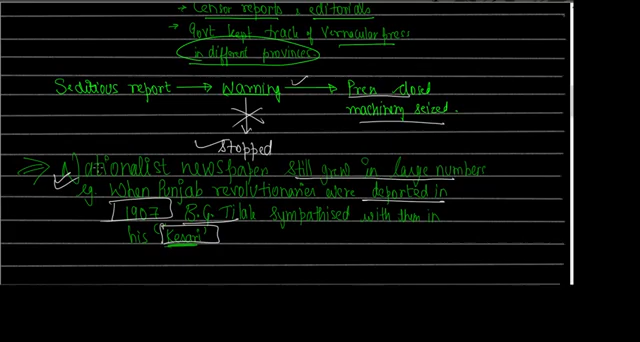 → Censor reports & editorials
→ Govt kept track of Vernacular press
in different provinces
Seditious report → Warning → Press closed
machinery seized.
Stopped
⇒ Nationalist newspapers still grew in large numbers
eg. When Punjab revolutionaries were deported in
1907 B.G Tilak sympathised with them in
his 'Kesari'